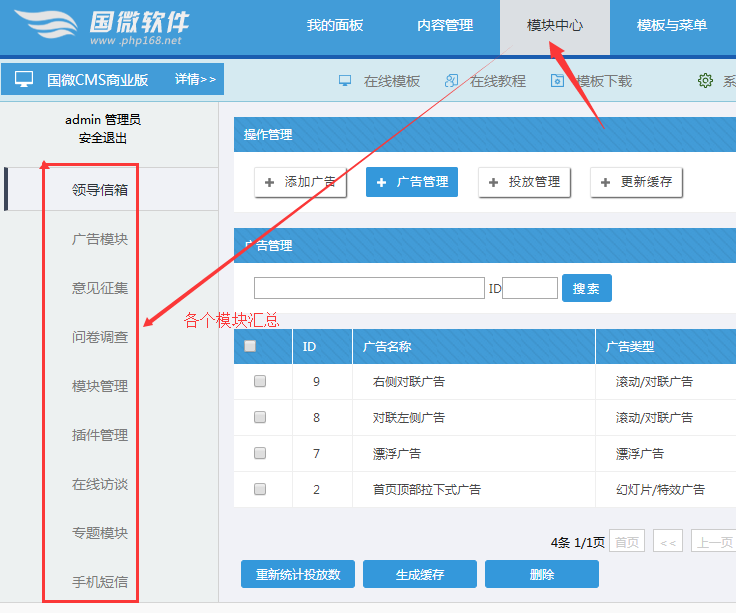 国微软件
www.php168.net
我的面板 内容管理 模块中心 模板与菜单
国微CMS商业版 详情>>
在线模板 在线教程 模板下载 系
admin 管理员
安全退出
操作管理
领导信箱
+ 添加广告 + 广告管理 + 投放管理 + 更新缓存
广告模块
广告管理
意见征集
ID 搜索
各个模块汇总
问卷调查
ID 广告名称 广告类型
9 右侧对联广告 滚动/对联广告
模块管理
8 对联左侧广告 滚动/对联广告
插件管理
7 漂浮广告 漂浮广告
在线访谈
2 首页顶部拉下式广告 幻灯片/特效广告
专题模块
4条 1/1页 首页 << 上一页
手机短信
重新统计投放数 生成缓存 删除